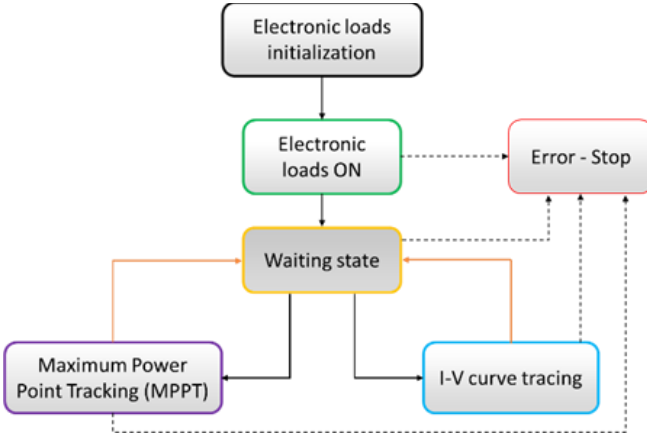 Electronic loads
initialization
Electronic
loads ON
Error - Stop
Waiting state
Maximum Power
Point Tracking (MPPT)
I-V curve tracing